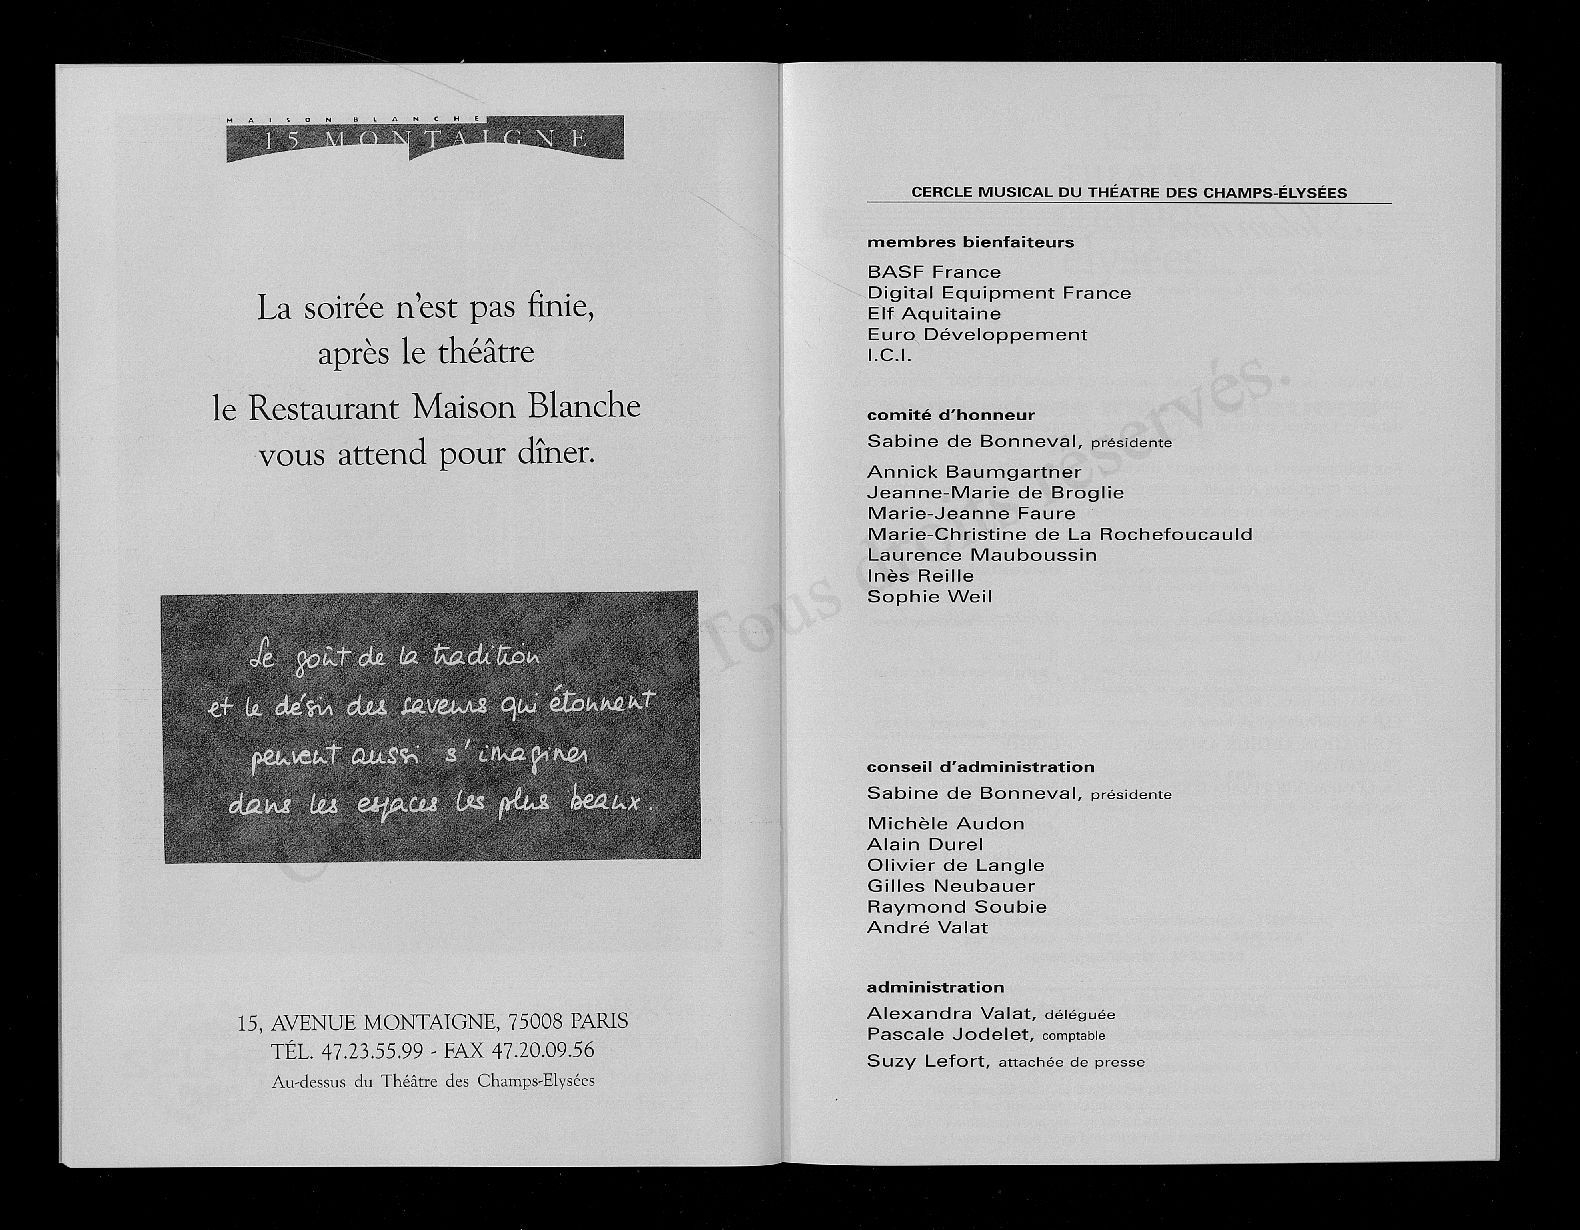 MAISON BLANCHE
15 MONTAIGNE
La soirée n'est pas finie,
après le théâtre
le Restaurant Maison Blanche
vous attend pour dîner.
Le goût de la tradition
et le désir des saveurs qui étonnent
peuvent aussi s'imaginer
dans les espaces les plus beaux.
15, AVENUE MONTAIGNE, 75008 PARIS
TÉL. 47.23.55.99 - FAX 47.20.09.56
Au-dessus du Théâtre des Champs-Elysées
CERCLE MUSICAL DU THÉATRE DES CHAMPS-ÉLYSÉES
membres bienfaiteurs
BASF France
Digital Equipment France
Elf Aquitaine
Euro Développement
I.C.I.
comité d'honneur
Sabine de Bonneval, présidente
Annick Baumgartner
Jeanne-Marie de Broglie
Marie-Jeanne Faure
Marie-Christine de La Rochefoucauld
Laurence Mauboussin
Inès Reille
Sophie Weil
conseil d'administration
Sabine de Bonneval, présidente
Michèle Audon
Alain Durel
Olivier de Langle
Gilles Neubauer
Raymond Soubie
André Valat
administration
Alexandra Valat, déléguée
Pascale Jodelet, comptable
Suzy Lefort, attachée de presse
© Tous droits réservés.